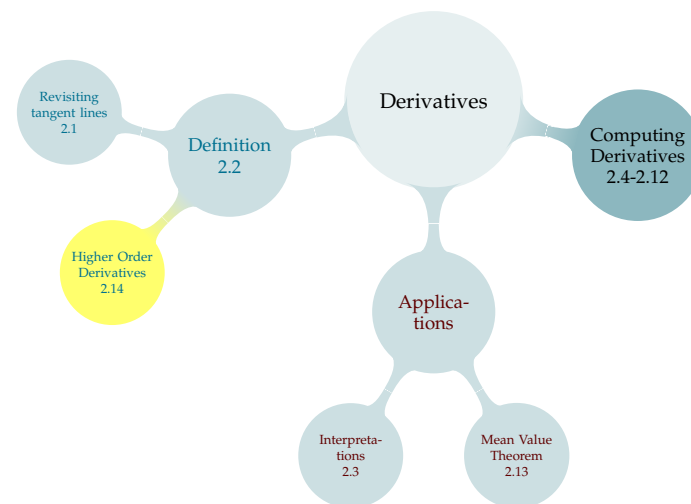 Derivatives
Revisiting
tangent lines
2.1
Definition
2.2
Computing
Derivatives
2.4-2.12
Higher Order
Derivatives
2.14
Applica-
tions
Interpreta-
tions
2.3
Mean Value
Theorem
2.13